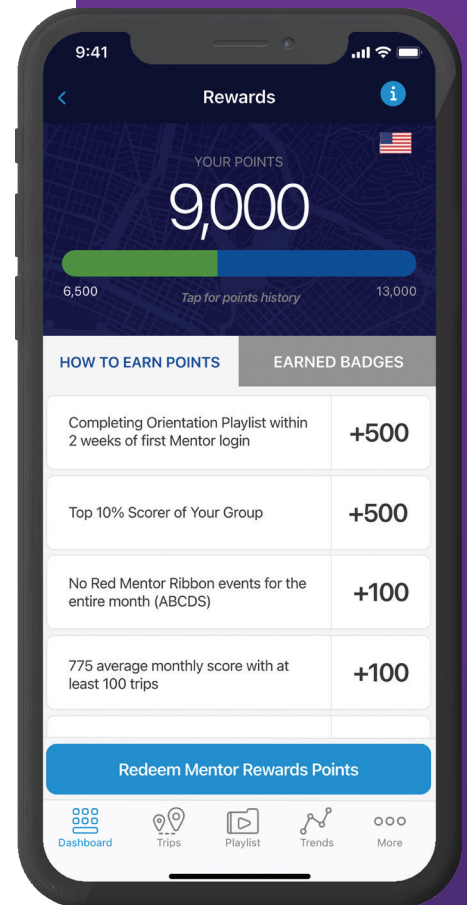 9:41
Rewards
i
YOUR POINTS
9,000
6,500
Tap for points history
13,000
HOW TO EARN POINTS
EARNED BADGES
Completing Orientation Playlist within
2 weeks of first Mentor login
+500
Top 10% Scorer of Your Group
+500
No Red Mentor Ribbon events for the
entire month (ABCDS)
+100
775 average monthly score with at
least 100 trips
+100
Redeem Mentor Rewards Points
Dashboard
Trips
Playlist
Trends
More